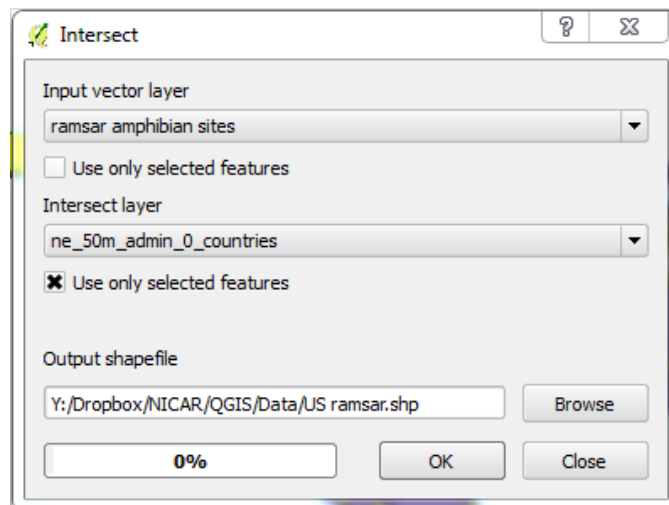 Intersect
Input vector layer
ramsar amphibian sites
Use only selected features
Intersect layer
ne_50m_admin_0_countries
Use only selected features
Output shapefile
Y:/Dropbox/NICAR/QGIS/Data/US ramsar.shp Browse
0% OK Close